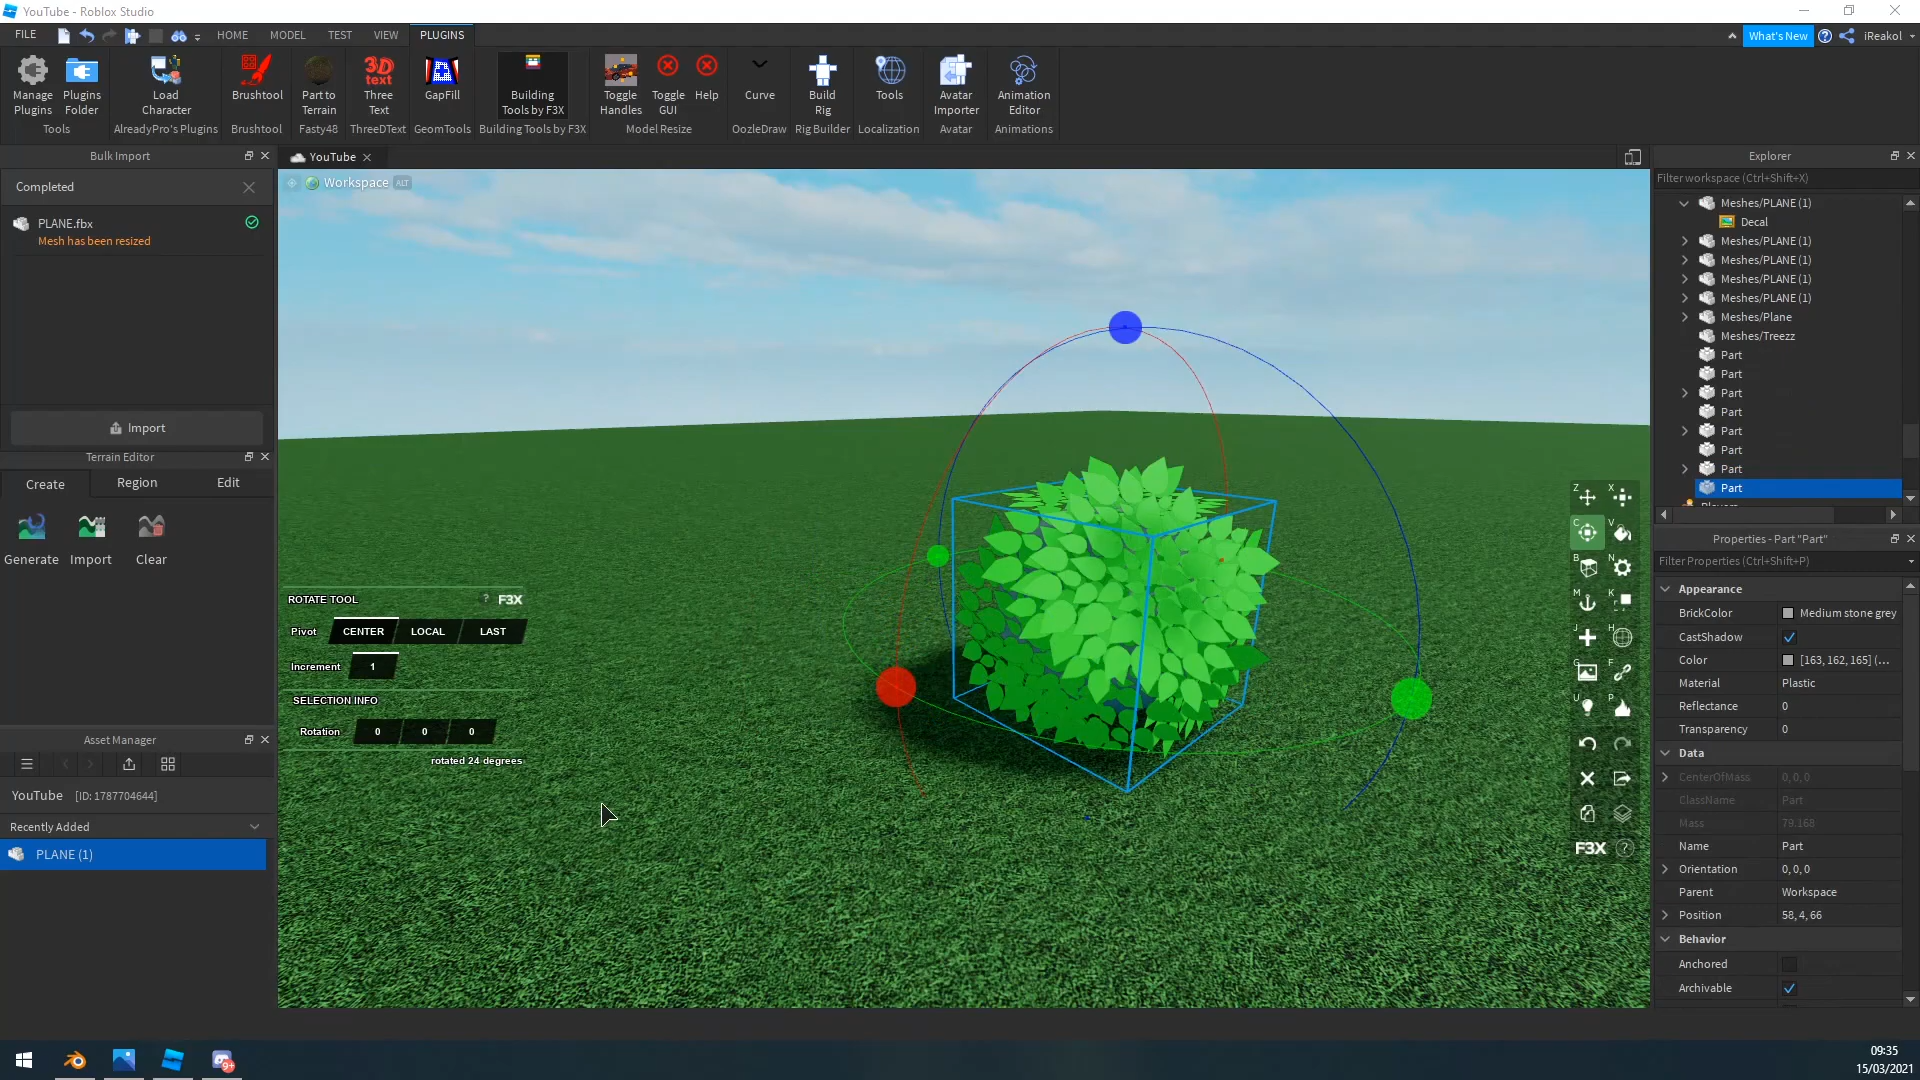 YouTube - Roblox Studio
FILE
HOME
MODEL
TEST
VIEW
PLUGINS
What's New
iReakol
Manage Plugins
Plugins Folder
Tools
Load Character
AlreadyPro's Plugins
Brushtool
Brushtool
Part to Terrain
Fasty48
3D text
Three Text
ThreeDText
GapFill
GeomTools
Building Tools by F3X
Building Tools by F3X
Toggle Handles
Toggle GUI
Help
Model Resize
Curve
OozleDraw
Build Rig
Rig Builder
Tools
Localization
Avatar Importer
Avatar
Animation Editor
Animations
Bulk Import
Completed
PLANE.fbx
Mesh has been resized
Import
Terrain Editor
Create
Region
Edit
Generate
Import
Clear
Asset Manager
YouTube [ID: 1787704644]
Recently Added
PLANE (1)
YouTube
Workspace ALT
ROTATE TOOL ? F3X
Pivot CENTER LOCAL LAST
Increment 1
SELECTION INFO
Rotation 0 0 0
rotated 24 degrees
Z X
C V
B N
M K
J H
G F
U P
F3X ?
Explorer
Filter workspace (Ctrl+Shift+X)
Meshes/PLANE (1)
Decal
Meshes/PLANE (1)
Meshes/PLANE (1)
Meshes/PLANE (1)
Meshes/PLANE (1)
Meshes/Plane
Meshes/Treezz
Part
Part
Part
Part
Part
Part
Part
Part
Properties - Part "Part"
Filter Properties (Ctrl+Shift+P)
Appearance
BrickColor Medium stone grey
CastShadow
Color [163, 162, 165] (...
Material Plastic
Reflectance 0
Transparency 0
Data
CenterOfMass 0, 0, 0
ClassName Part
Mass 79.168
Name Part
Orientation 0, 0, 0
Parent Workspace
Position 58, 4, 66
Behavior
Anchored
Archivable
9+
09:35
15/03/2021